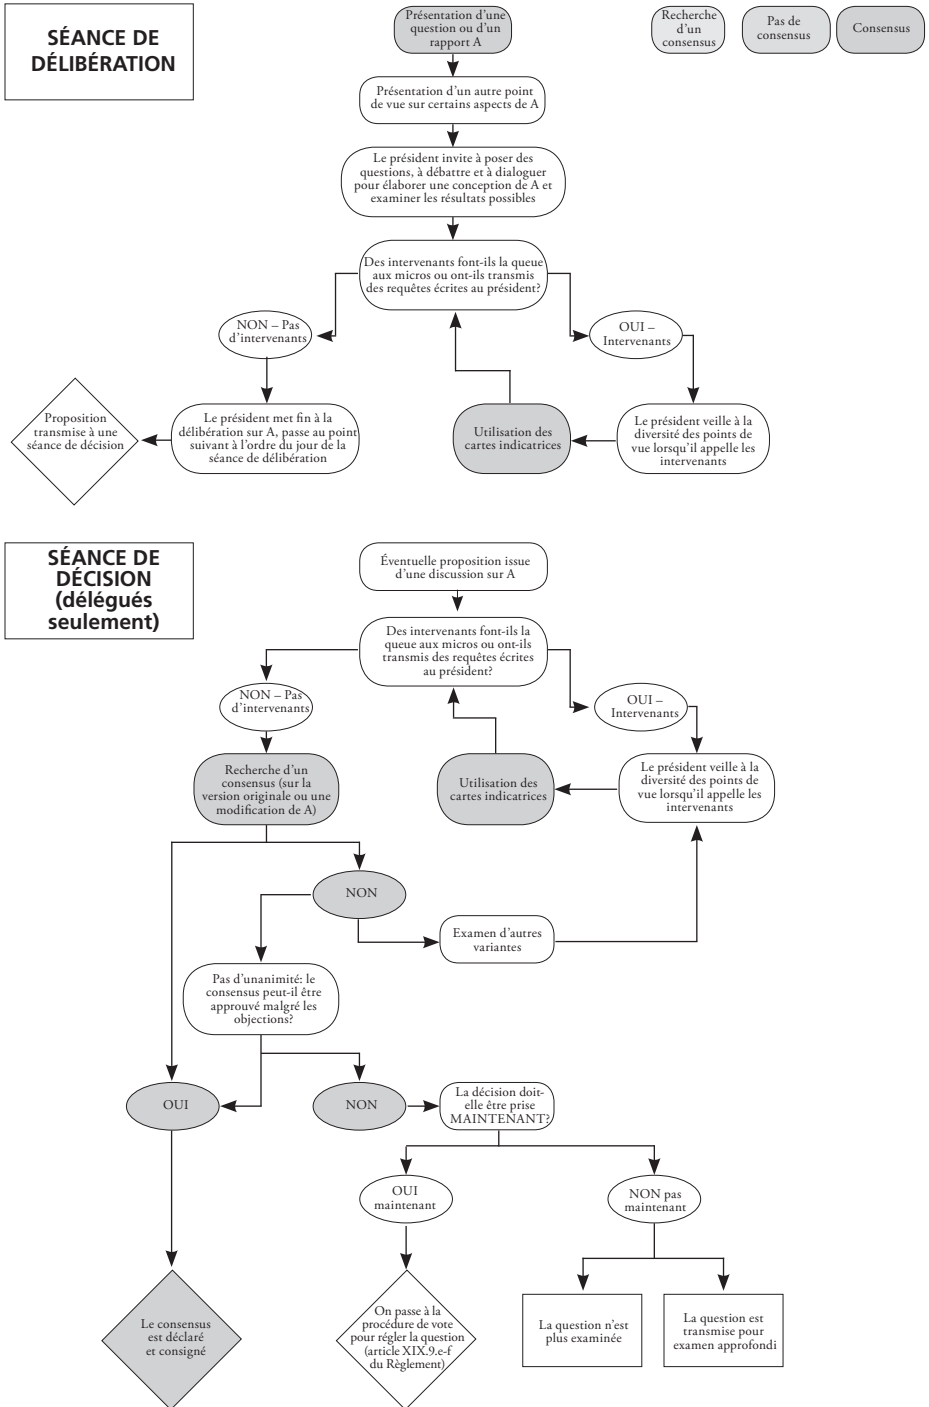 SÉANCE DE
DÉLIBÉRATION
Présentation d'une
question ou d'un
rapport A
Recherche
d'un
consensus
Pas de
consensus
Consensus
Présentation d'un autre point
de vue sur certains aspects de A
Le président invite à poser des
questions, à débattre et à dialoguer
pour élaborer une conception de A et
examiner les résultats possibles
Des intervenants font-ils la queue
aux micros ou ont-ils transmis
des requêtes écrites au président?
NON – Pas
d'intervenants
OUI –
Intervenants
Proposition
transmise à une
séance de décision
Le président met fin à la
délibération sur A, passe au point
suivant à l'ordre du jour de la
séance de délibération
Utilisation des
cartes indicatrices
Le président veille à la
diversité des points de
vue lorsqu'il appelle les
intervenants
SÉANCE DE
DÉCISION
(délégués
seulement)
Éventuelle proposition issue
d'une discussion sur A
Des intervenants font-ils la
queue aux micros ou ont-ils
transmis des requêtes écrites
au président?
NON – Pas
d'intervenants
OUI –
Intervenants
Recherche d'un
consensus (sur la
version originale ou une
modification de A)
Utilisation des
cartes indicatrices
Le président veille à la
diversité des points de
vue lorsqu'il appelle les
intervenants
NON
Examen d'autres
variantes
Pas d'unanimité: le
consensus peut-il être
approuvé malgré les
objections?
OUI
NON
La décision doit-
elle être prise
MAINTENANT?
OUI
maintenant
NON pas
maintenant
Le consensus
est déclaré
et consigné
On passe à la
procédure de vote
pour régler la question
(article XIX.9.e-f
du Règlement)
La question n'est
plus examinée
La question est
transmise pour
examen approfondi